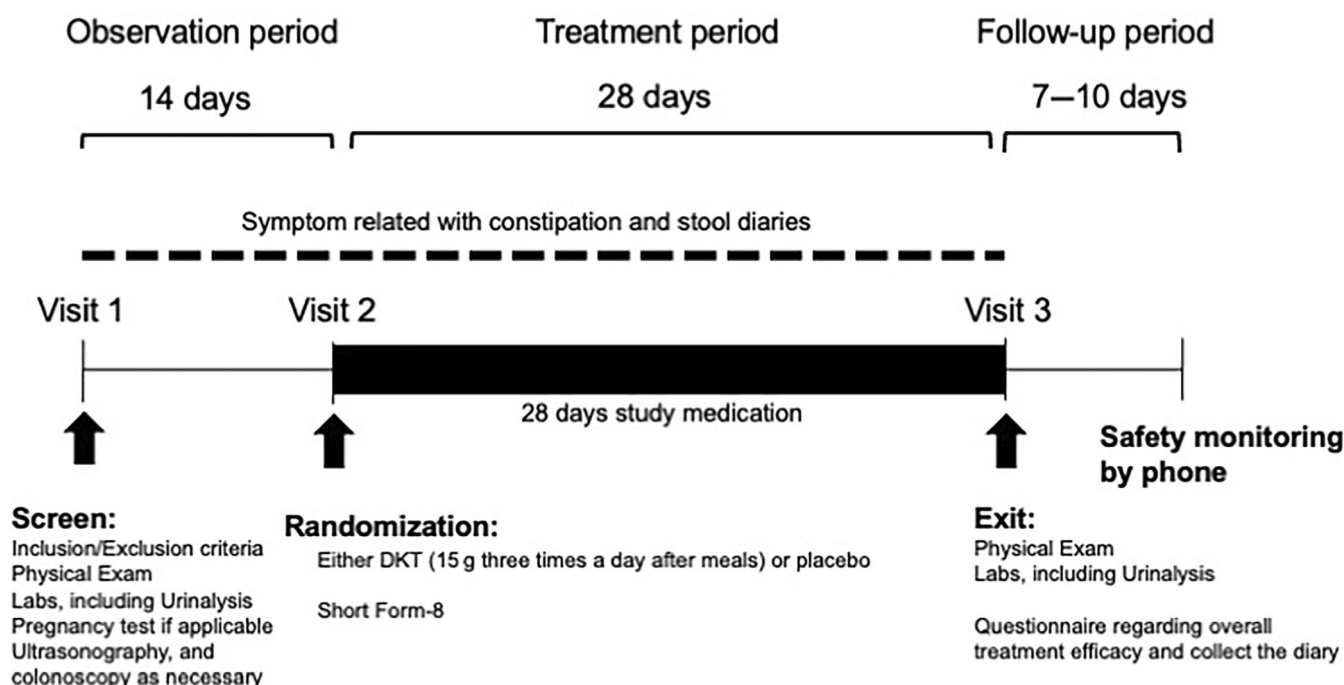 Observation period
Treatment period
Follow-up period
14 days
28 days
7–10 days
Symptom related with constipation and stool diaries
Visit 1
Visit 2
Visit 3
28 days study medication
Safety monitoring
by phone
Screen:
Inclusion/Exclusion criteria
Physical Exam
Labs, including Urinalysis
Pregnancy test if applicable
Ultrasonography, and
colonoscopy as necessary
Randomization:
Either DKT (15 g three times a day after meals) or placebo
Short Form-8
Exit:
Physical Exam
Labs, including Urinalysis
Questionnaire regarding overall
treatment efficacy and collect the diary